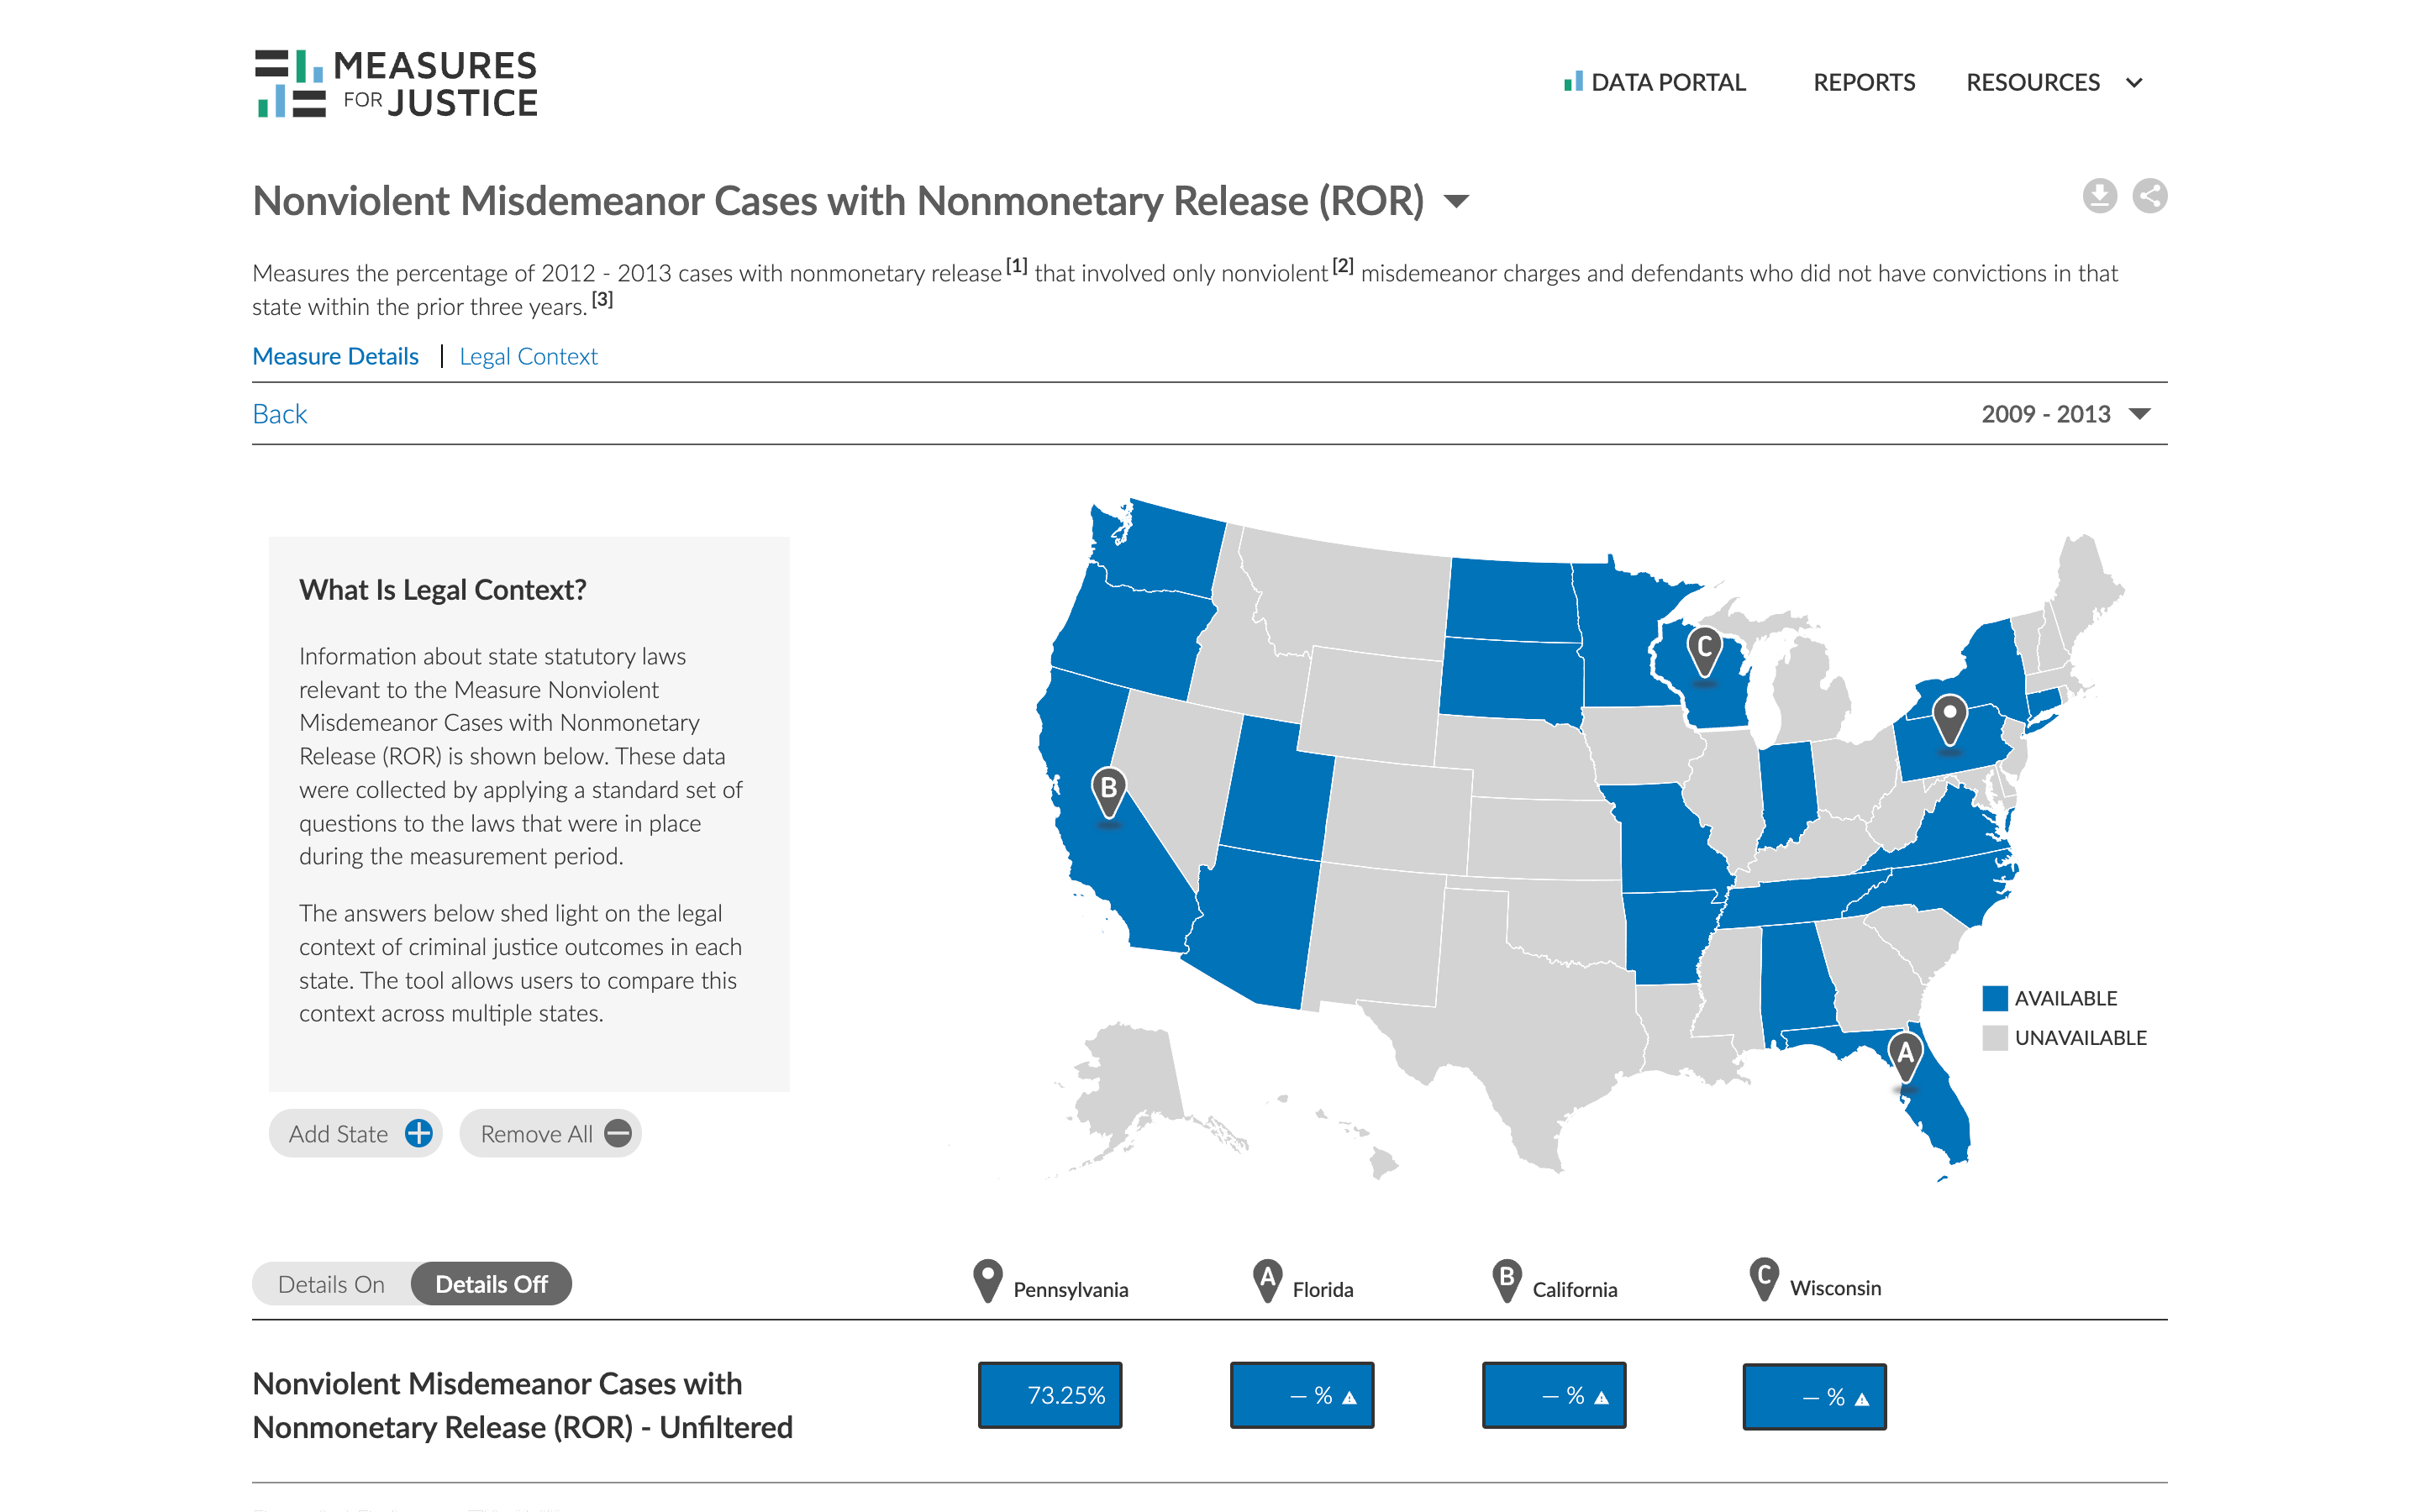 MEASURES
FOR JUSTICE
DATA PORTAL REPORTS RESOURCES
Nonviolent Misdemeanor Cases with Nonmonetary Release (ROR)
Measures the percentage of 2012 - 2013 cases with nonmonetary release [1] that involved only nonviolent [2] misdemeanor charges and defendants who did not have convictions in that
state within the prior three years. [3]
Measure Details | Legal Context
Back 2009 - 2013
What Is Legal Context?
Information about state statutory laws
relevant to the Measure Nonviolent
Misdemeanor Cases with Nonmonetary
Release (ROR) is shown below. These data
were collected by applying a standard set of
questions to the laws that were in place
during the measurement period.
The answers below shed light on the legal
context of criminal justice outcomes in each
state. The tool allows users to compare this
context across multiple states.
Add State Remove All
C
B
A
AVAILABLE
UNAVAILABLE
Details On Details Off
Pennsylvania A Florida B California C Wisconsin
Nonviolent Misdemeanor Cases with
Nonmonetary Release (ROR) - Unfiltered
73.25% – % – % – %